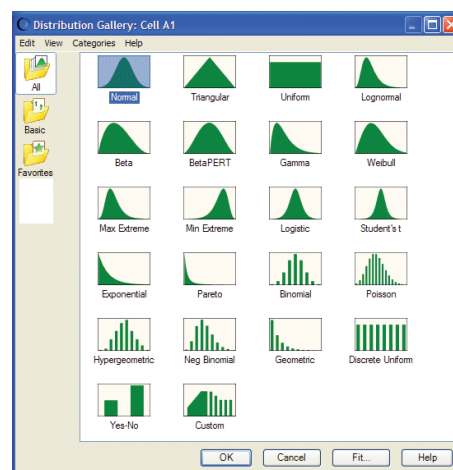 Distribution Gallery: Cell A1
Edit View Categories Help
All
Basic
Favorites
Normal Triangular Uniform Lognormal
Beta BetaPERT Gamma Weibull
Max Extreme Min Extreme Logistic Student's t
Exponential Pareto Binomial Poisson
Hypergeometric Neg Binomial Geometric Discrete Uniform
Yes-No Custom
OK Cancel Fit... Help